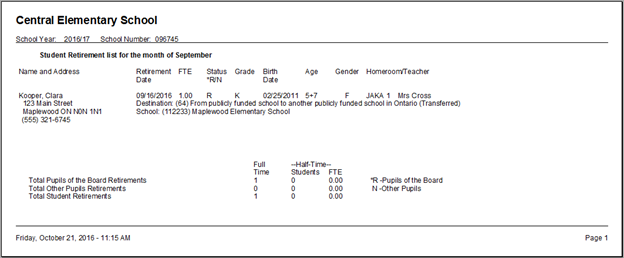 Central Elementary School
School Year: 2016/17 School Number: 096745
Student Retirement list for the month of September
Name and Address Retirement Date FTE Status *R/N Grade Birth Date Age Gender Homeroom/Teacher
Kooper, Clara 09/16/2016 1.00 R K 02/25/2011 5+7 F JAKA 1 Mrs Cross
123 Main Street Destination: (64) From publicly funded school to another publicly funded school in Ontario (Transferred)
Maplewood ON N0N 1N1 School: (112233) Maplewood Elementary School
(555) 321-6745
Full Time --Half-Time-- Students FTE
Total Pupils of the Board Retirements 1 0 0.00 *R -Pupils of the Board
Total Other Pupils Retirements 0 0 0.00 N -Other Pupils
Total Student Retirements 1 0 0.00
Friday, October 21, 2016 - 11:15 AM Page 1